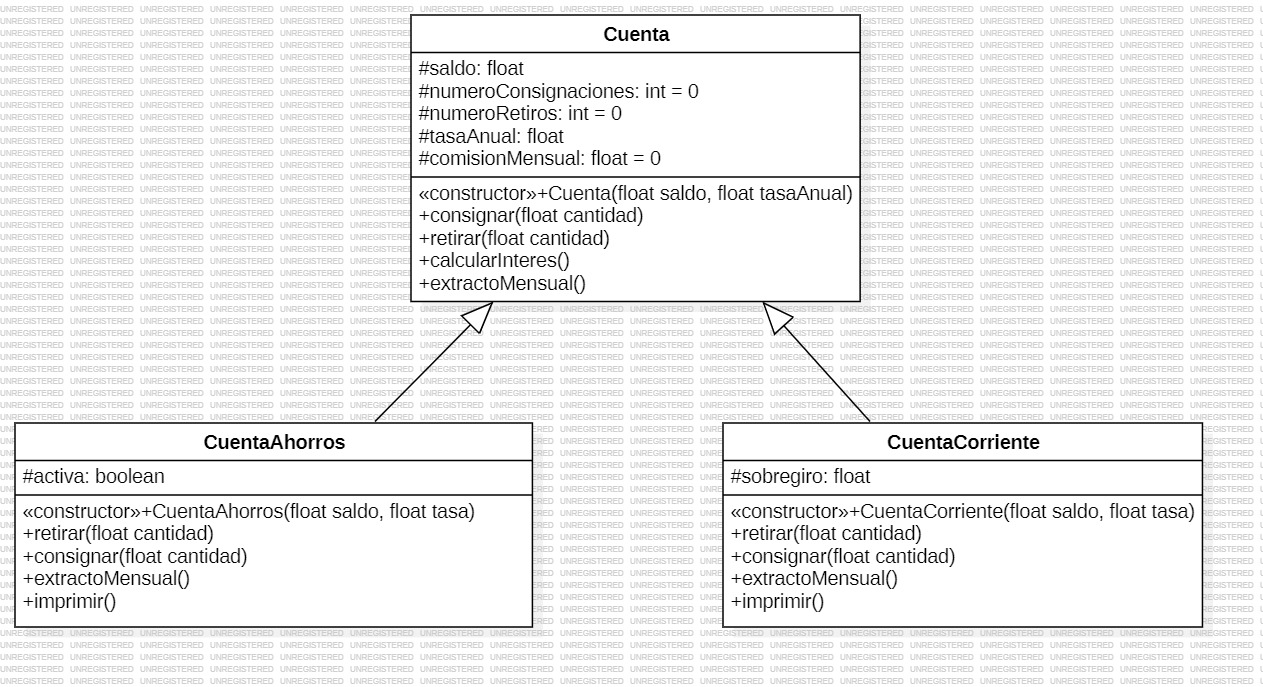 Cuenta
#saldo: float
#numeroConsignaciones: int = 0
#numeroRetiros: int = 0
#tasaAnual: float
#comisionMensual: float = 0
«constructor»+Cuenta(float saldo, float tasaAnual)
+consignar(float cantidad)
+retirar(float cantidad)
+calcularInteres()
+extractoMensual()
CuentaAhorros
#activa: boolean
«constructor»+CuentaAhorros(float saldo, float tasa)
+retirar(float cantidad)
+consignar(float cantidad)
+extractoMensual()
+imprimir()
CuentaCorriente
#sobregiro: float
«constructor»+CuentaCorriente(float saldo, float tasa)
+retirar(float cantidad)
+consignar(float cantidad)
+extractoMensual()
+imprimir()
UNREGISTERED